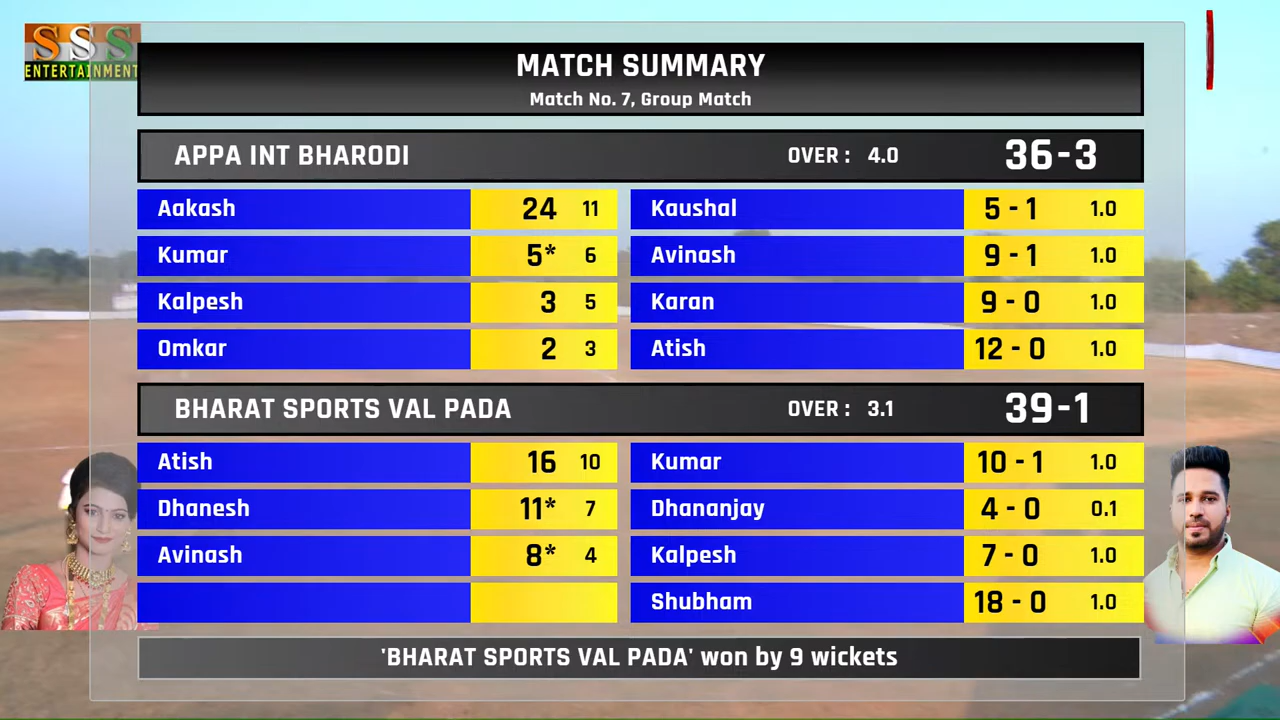 SSS
ENTERTAINMENT
MATCH SUMMARY
Match No. 7, Group Match
APPA INT BHARODI OVER : 4.0 36-3
Aakash 24 11 Kaushal 5 - 1 1.0
Kumar 5* 6 Avinash 9 - 1 1.0
Kalpesh 3 5 Karan 9 - 0 1.0
Omkar 2 3 Atish 12 - 0 1.0
BHARAT SPORTS VAL PADA OVER : 3.1 39-1
Atish 16 10 Kumar 10 - 1 1.0
Dhanesh 11* 7 Dhananjay 4 - 0 0.1
Avinash 8* 4 Kalpesh 7 - 0 1.0
Shubham 18 - 0 1.0
'BHARAT SPORTS VAL PADA' won by 9 wickets